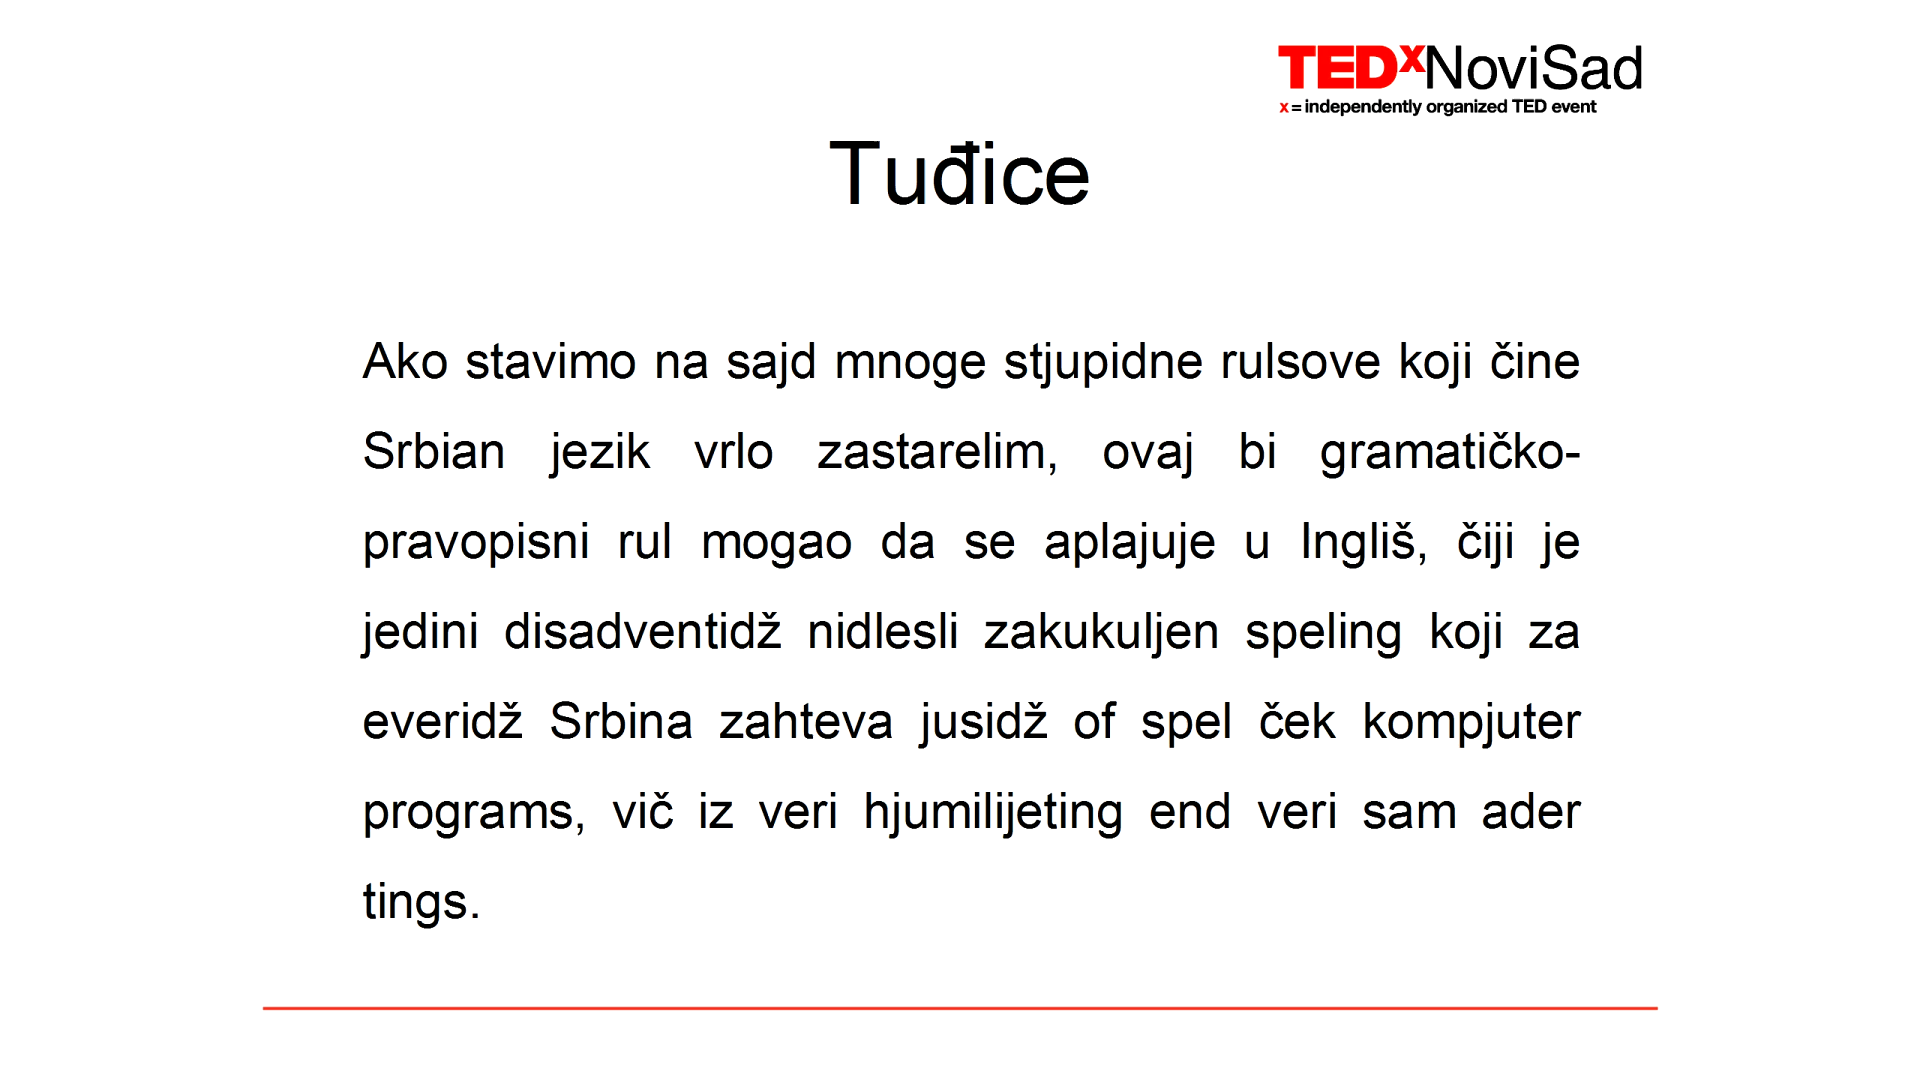 TEDxNoviSad
x = independently organized TED event
Tuđice
Ako stavimo na sajd mnoge stjupidne rulsove koji čine
Srbian jezik vrlo zastarelim, ovaj bi gramatičko-
pravopisni rul mogao da se aplajuje u Ingliš, čiji je
jedini disadventidž nidlesli zakukuljen speling koji za
everidž Srbina zahteva jusidž of spel ček kompjuter
programs, vič iz veri hjumilijeting end veri sam ader
tings.